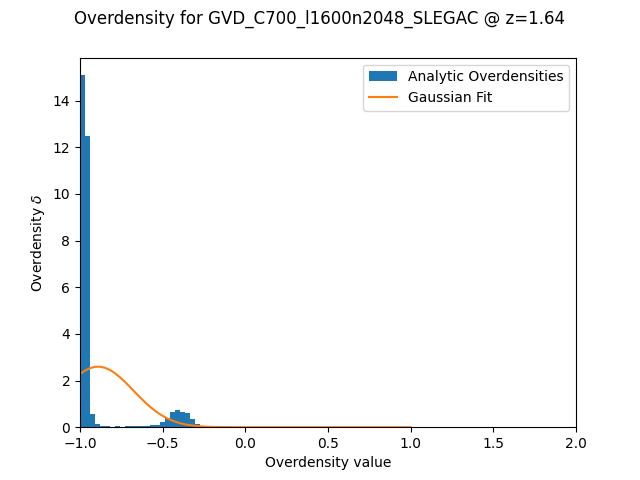 Overdensity for GVD_C700_l1600n2048_SLEGAC @ z=1.64
Analytic Overdensities
Gaussian Fit
Overdensity δ
14
12
10
8
6
4
2
0
−1.0 −0.5 0.0 0.5 1.0 1.5 2.0
Overdensity value